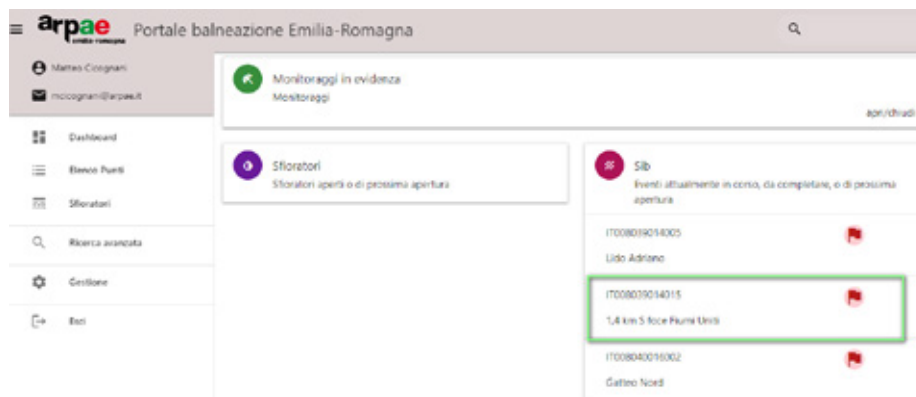 arpae
emilia-romagna
Portale balneazione Emilia-Romagna
Matteo Cicognani
mcicognani@arpae.it
Dashboard
Elenco Punti
Sfioratori
Ricerca avanzata
Gestione
Esci
Monitoraggi in evidenza
Monitoraggi
apri/chiudi
Sfioratori
Sfioratori aperti o di prossima apertura
Sib
Eventi attualmente in corso, da completare, o di prossima
apertura
IT008039014005
Lido Adriano
IT008039014015
1,4 km S foce Fiumi Uniti
IT008040016002
Gatteo Nord